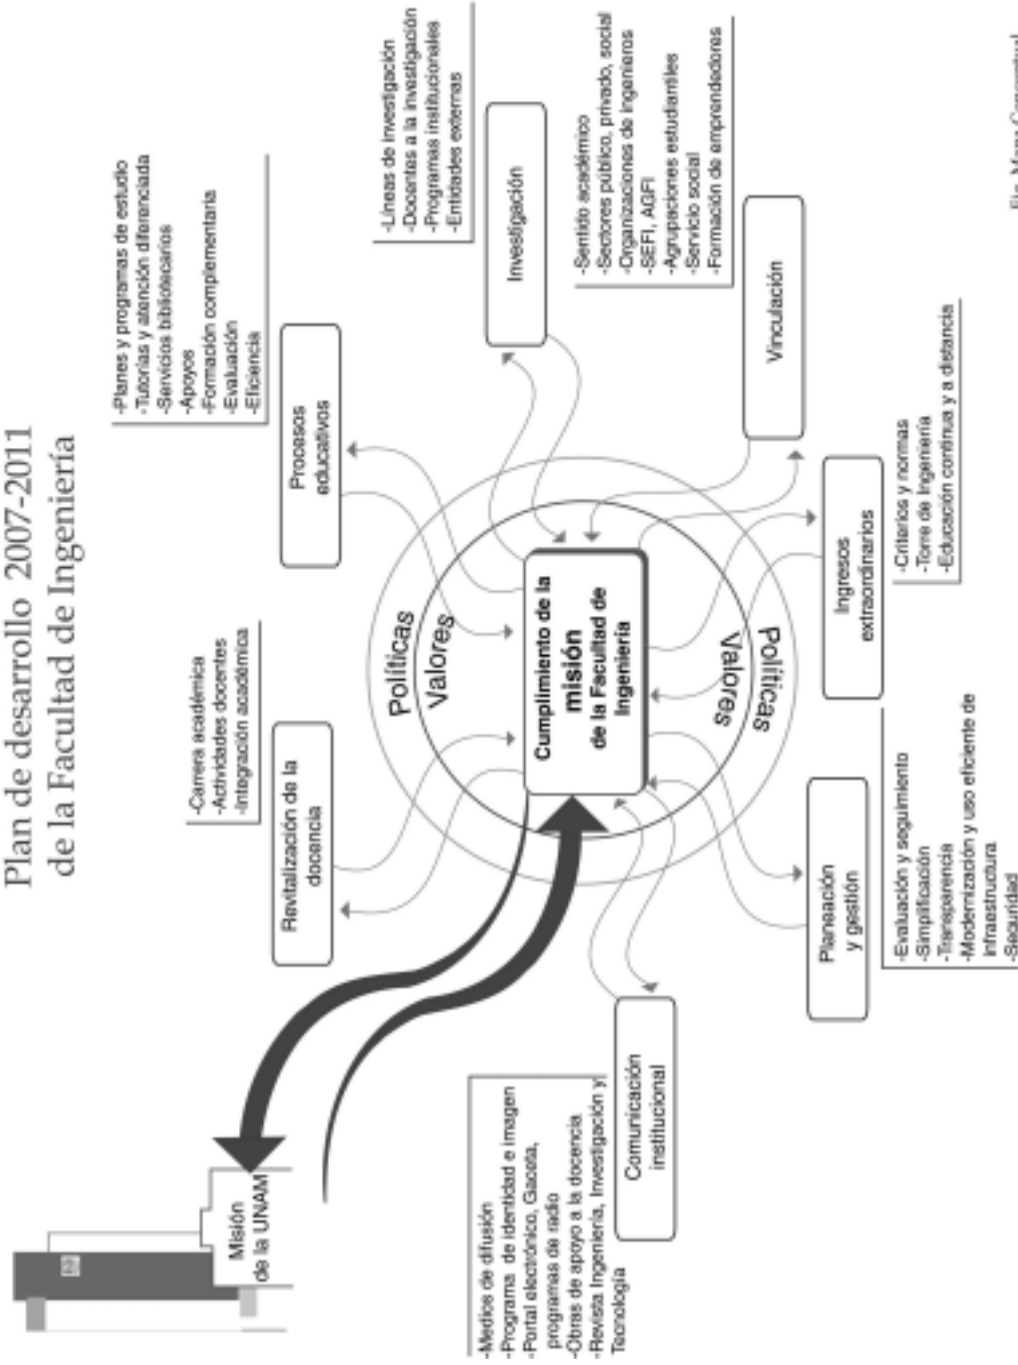 Plan de desarrollo 2007-2011
de la Facultad de Ingeniería
Misión
de la UNAM
-Carrera académica
-Actividades docentes
-Integración académica
Revitalización de la
docencia
-Planes y programas de estudio
-Tutorías y atención diferenciada
-Servicios bibliotecarios
-Apoyos
-Formación complementaria
-Evaluación
-Eficiencia
Procesos
educativos
-Líneas de investigación
-Docentes a la investigación
-Programas institucionales
-Entidades externas
Investigación
-Sentido académico
-Sectores público, privado, social
-Organizaciones de ingenieros
-SEFI, AGFI
-Agrupaciones estudiantiles
-Servicio social
-Formación de emprendedores
Vinculación
Políticas
Valores
Cumplimiento de la
misión
de la Facultad de
Ingeniería
Valores
Políticas
-Medios de difusión
-Programa de identidad e imagen
-Portal electrónico, Gaceta,
programas de radio
-Obras de apoyo a la docencia
-Revista Ingeniería, Investigación y
Tecnología
Comunicación
institucional
Planeación
y gestión
-Evaluación y seguimiento
-Simplificación
-Transparencia
-Modernización y uso eficiente de
infraestructura
-Seguridad
Ingresos
extraordinarios
-Criterios y normas
-Torre de Ingeniería
-Educación continua y a distancia